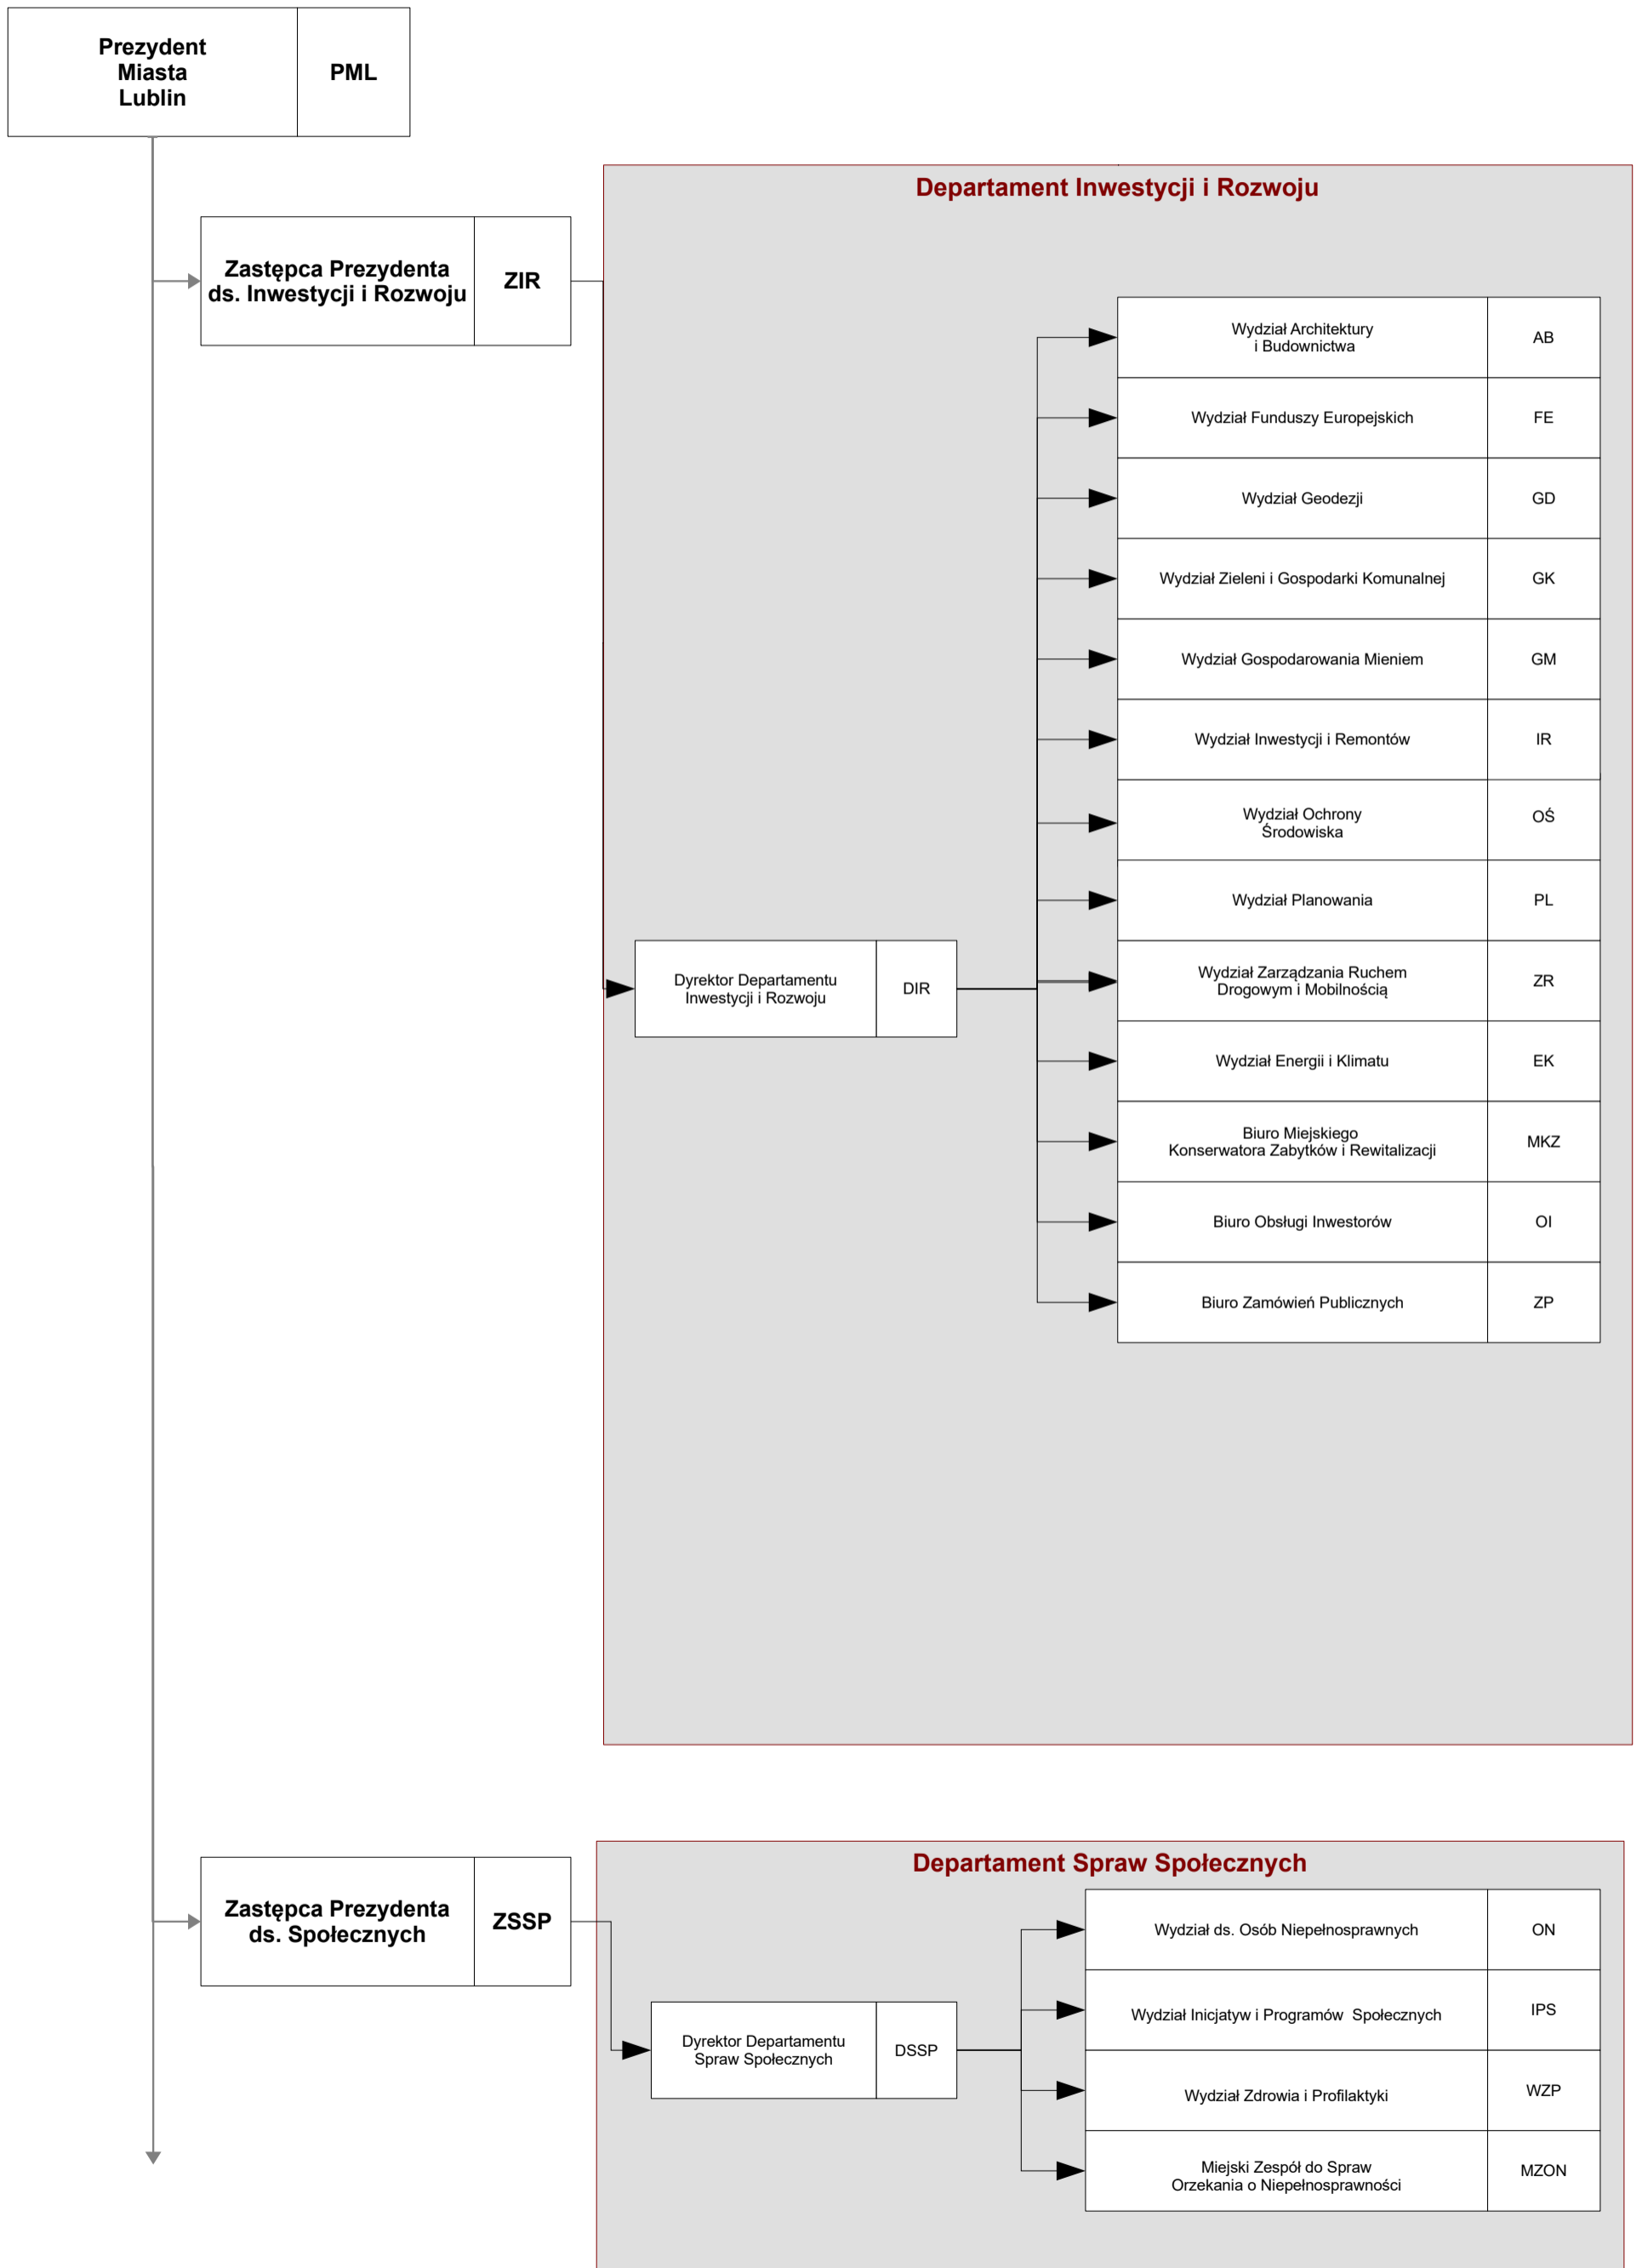 Prezydent
Miasta
Lublin
PML
Departament Inwestycji i Rozwoju
Zastępca Prezydenta
ds. Inwestycji i Rozwoju
ZIR
Wydział Architektury
i Budownictwa
AB
Wydział Funduszy Europejskich
FE
Wydział Geodezji
GD
Wydział Zieleni i Gospodarki Komunalnej
GK
Wydział Gospodarowania Mieniem
GM
Wydział Inwestycji i Remontów
IR
Wydział Ochrony
Środowiska
OŚ
Wydział Planowania
PL
Dyrektor Departamentu
Inwestycji i Rozwoju
DIR
Wydział Zarządzania Ruchem
Drogowym i Mobilnością
ZR
Wydział Energii i Klimatu
EK
Biuro Miejskiego
Konserwatora Zabytków i Rewitalizacji
MKZ
Biuro Obsługi Inwestorów
OI
Biuro Zamówień Publicznych
ZP
Departament Spraw Społecznych
Zastępca Prezydenta
ds. Społecznych
ZSSP
Wydział ds. Osób Niepełnosprawnych
ON
Wydział Inicjatyw i Programów  Społecznych
IPS
Dyrektor Departamentu
Spraw Społecznych
DSSP
Wydział Zdrowia i Profilaktyki
WZP
Miejski Zespół do Spraw
Orzekania o Niepełnosprawności
MZON